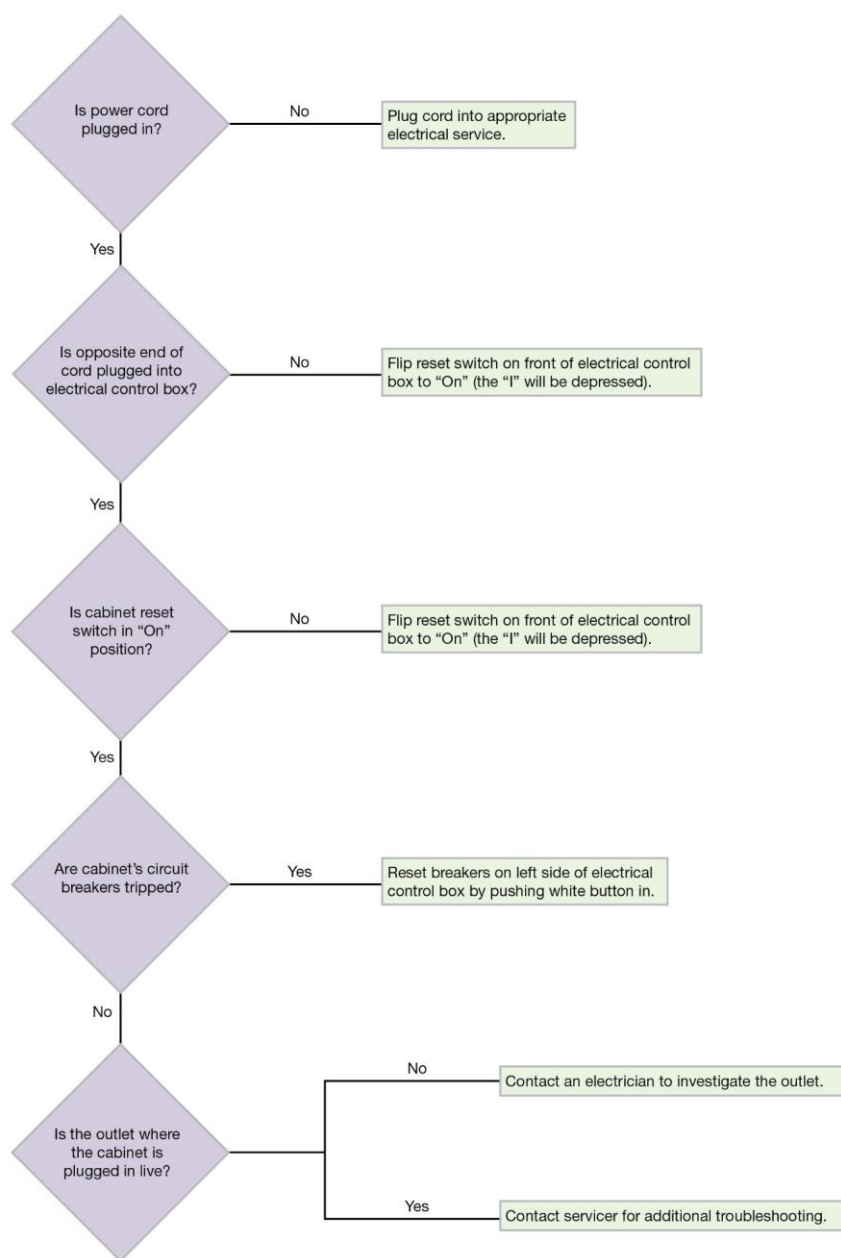 Is power cord
plugged in?
No
Plug cord into appropriate
electrical service.
Yes
Is opposite end of
cord plugged into
electrical control box?
No
Flip reset switch on front of electrical control
box to “On” (the “I” will be depressed).
Yes
Is cabinet reset
switch in “On”
position?
No
Flip reset switch on front of electrical control
box to “On” (the “I” will be depressed).
Yes
Are cabinet’s circuit
breakers tripped?
Yes
Reset breakers on left side of electrical
control box by pushing white button in.
No
Is the outlet where
the cabinet is
plugged in live?
No
Contact an electrician to investigate the outlet.
Yes
Contact servicer for additional troubleshooting.